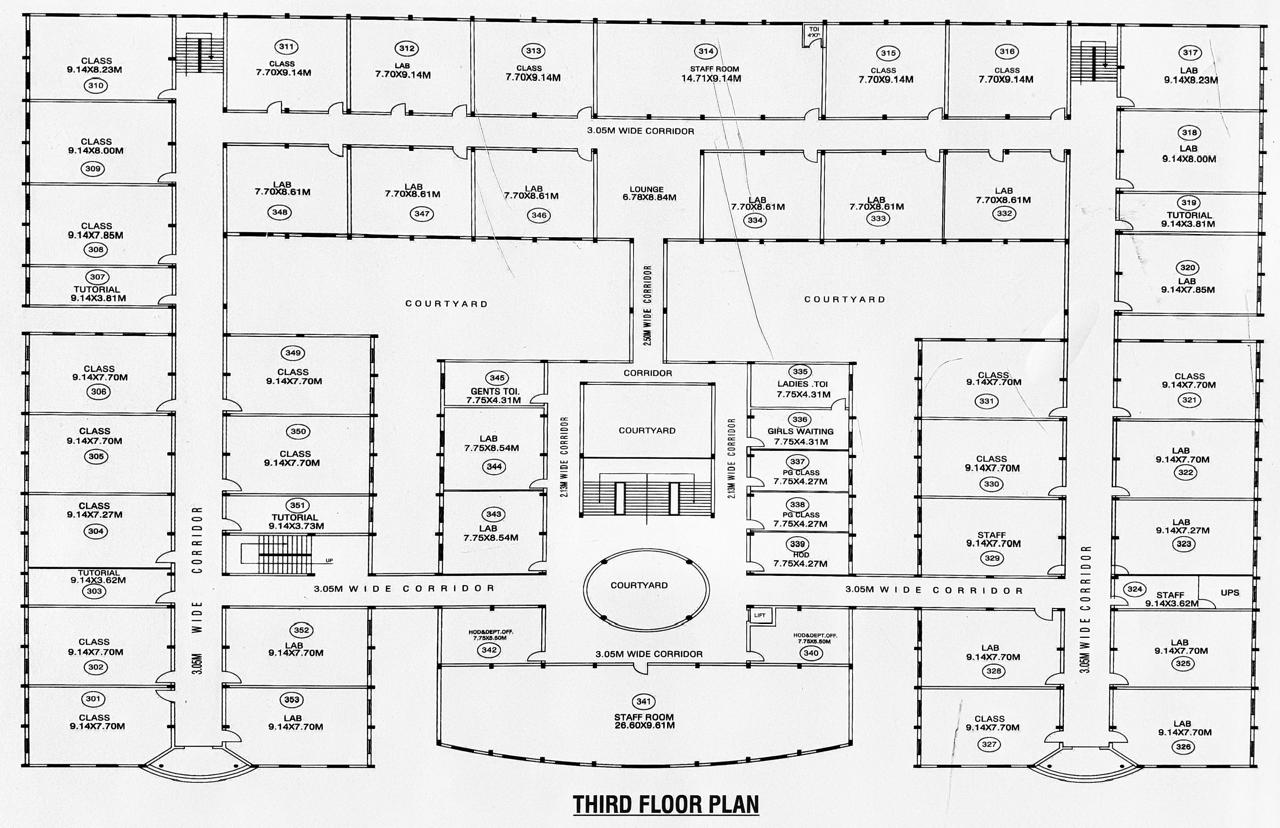 CLASS
9.14X8.23M
310
CLASS
9.14X8.00M
309
CLASS
9.14X7.85M
308
307
TUTORIAL
9.14X3.81M
CLASS
9.14X7.70M
306
CLASS
9.14X7.70M
305
CLASS
9.14X7.27M
304
TUTORIAL
9.14X3.62M
303
CLASS
9.14X7.70M
302
301
CLASS
9.14X7.70M
3.05M WIDE CORRIDOR
311
CLASS
7.70X9.14M
312
LAB
7.70X9.14M
313
CLASS
7.70X9.14M
314
STAFF ROOM
14.71X9.14M
TOI
4'X7'
315
CLASS
7.70X9.14M
316
CLASS
7.70X9.14M
3.05M WIDE CORRIDOR
LAB
7.70X8.61M
348
LAB
7.70X8.61M
347
LAB
7.70X8.61M
346
LOUNGE
6.78X8.84M
LAB
7.70X8.61M
334
LAB
7.70X8.61M
333
LAB
7.70X8.61M
332
COURTYARD
2.50M WIDE CORRIDOR
COURTYARD
349
CLASS
9.14X7.70M
350
CLASS
9.14X7.70M
351
TUTORIAL
9.14X3.73M
UP
3.05M WIDE CORRIDOR
352
LAB
9.14X7.70M
353
LAB
9.14X7.70M
345
GENTS TOI.
7.75X4.31M
LAB
7.75X8.54M
344
343
LAB
7.75X8.54M
CORRIDOR
2.13M WIDE CORRIDOR
COURTYARD
2.13M WIDE CORRIDOR
COURTYARD
335
LADIES .TOI
7.75X4.31M
336
GIRLS WAITING
7.75X4.31M
337
PG CLASS
7.75X4.27M
338
PG CLASS
7.75X4.27M
339
HOD
7.75X4.27M
HOD&DEPT.OFF.
7.75X5.50M
342
3.05M WIDE CORRIDOR
LIFT
HOD&DEPT.OFF.
7.75X5.50M
340
341
STAFF ROOM
26.60X9.61M
3.05M WIDE CORRIDOR
CLASS
9.14X7.70M
331
CLASS
9.14X7.70M
330
STAFF
9.14X7.70M
329
LAB
9.14X7.70M
328
CLASS
9.14X7.70M
327
3.05M WIDE CORRIDOR
317
LAB
9.14X8.23M
318
LAB
9.14X8.00M
319
TUTORIAL
9.14X3.81M
320
LAB
9.14X7.85M
CLASS
9.14X7.70M
321
LAB
9.14X7.70M
322
LAB
9.14X7.27M
323
324
STAFF
9.14X3.62M
UPS
LAB
9.14X7.70M
325
LAB
9.14X7.70M
326
THIRD FLOOR PLAN